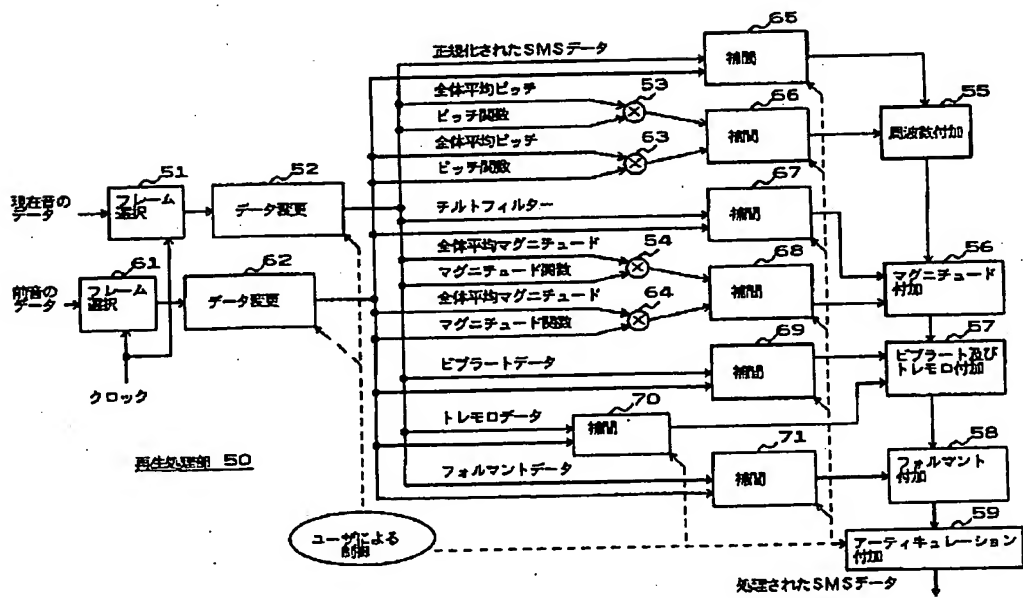 65
正規化されたSMSデータ
補間
全体平均ピッチ
53
66
55
ピッチ関数
補間
周波数付加
全体平均ピッチ
63
ピッチ関数
51
52
67
現在音の
データ
フレーム
選択
データ変更
チルトフィルター
補間
全体平均マグニチュード
54
68
56
61
62
マグニチュード関数
補間
マグニチュード
付加
前音の
データ
フレーム
選択
データ変更
全体平均マグニチュード
64
マグニチュード関数
69
57
ビブラートデータ
補間
ビブラート及び
トレモロ付加
クロック
70
トレモロデータ
補間
71
58
再生処理部 50
フォルマントデータ
補間
フォルマント
付加
59
ユーザによる
制御
アーティキュレーション
付加
処理されたSMSデータ